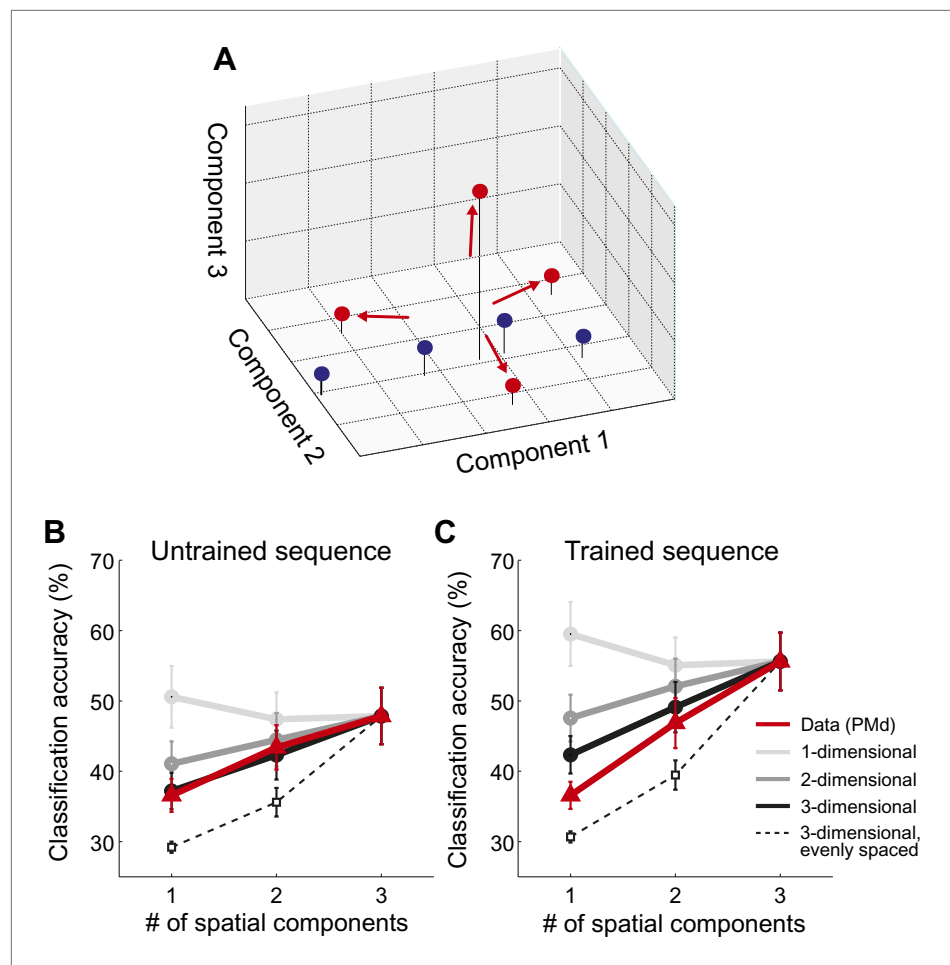 A
Component 3
Component 2
Component 1
B
Untrained sequence
Classification accuracy (%)
70
60
50
40
30
1
2
3
# of spatial components
C
Trained sequence
Classification accuracy (%)
70
60
50
40
30
1
2
3
# of spatial components
Data (PMd)
1-dimensional
2-dimensional
3-dimensional
3-dimensional,
evenly spaced